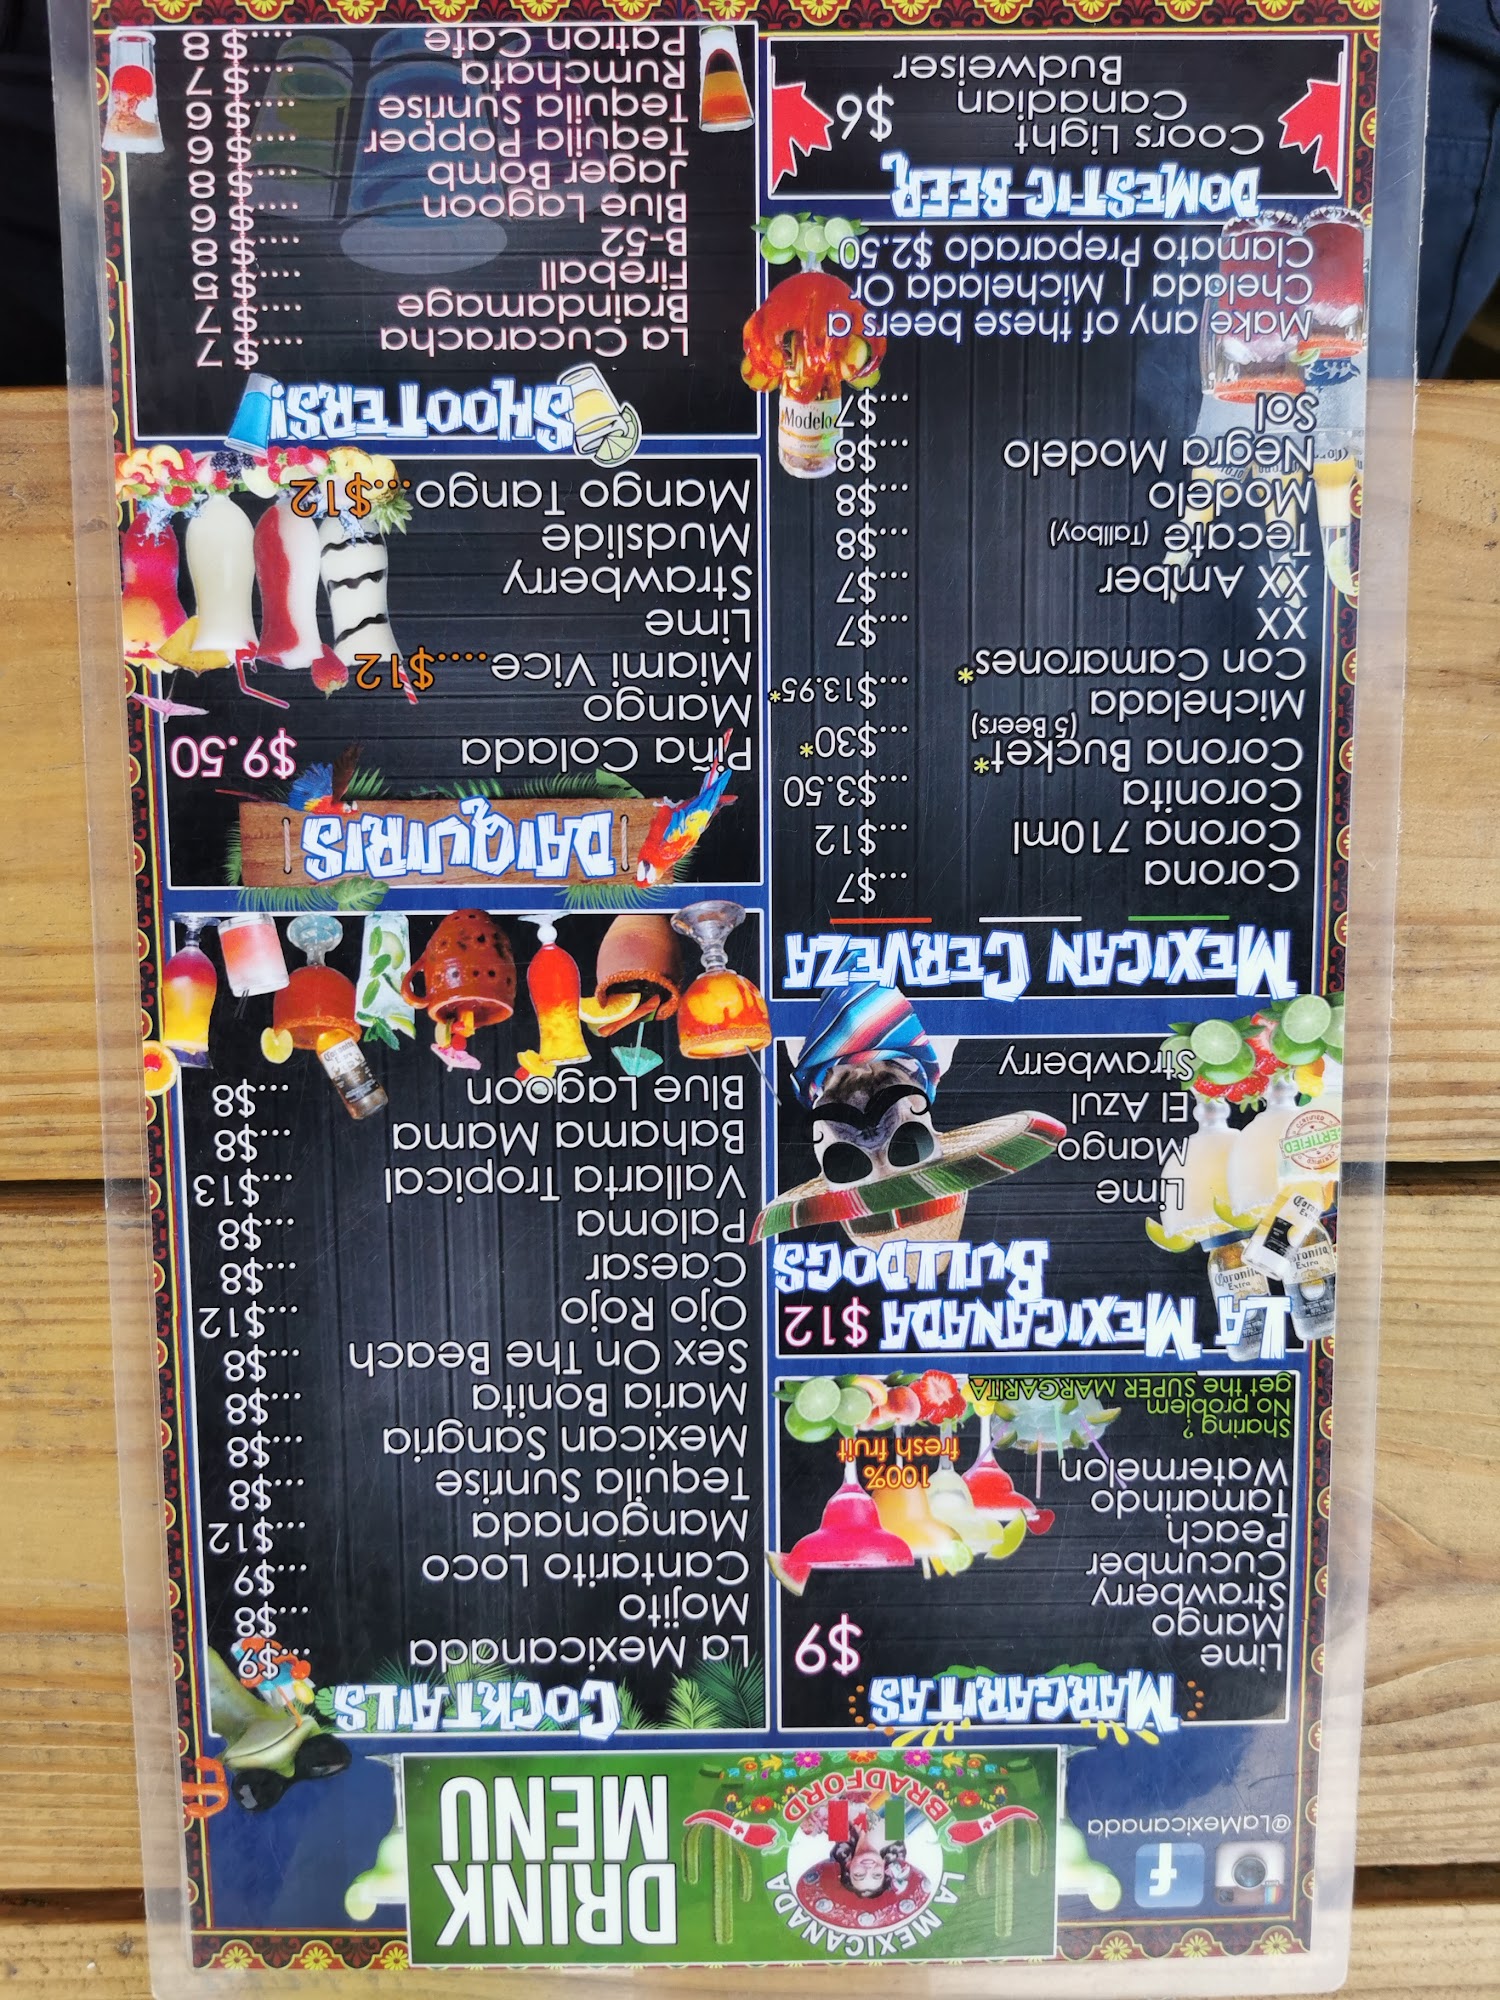 @LaMexicanada
LA MEXICANADA
BRADFORD
DRINK
MENU
MARGARITAS
Lime $9
Mango
Strawberry
Cucumber
Peach
Tamarindo
Watermelon
100%
fresh fruit
Sharing ?
No problem
get the SUPER MARGARITA
LA MEXICANADA $12
BULLDOGS
Lime
Mango
El Azul
Strawberry
CERTIFIED
Coronita
Extra
Coronita
Extra
MEXICAN CERVEZA
Corona ....$7
Corona 710ml ....$12
Coronita ....$3.50
Corona Bucket* ....$30*
(5 Beers)
Michelada ....$13.95*
Con Camarones*
XX ....$7
XX Amber ....$7
Tecate (Tallboy) ....$8
Modelo ....$8
Negra Modelo ....$8
Sol ....$7
Modelo
Make any of these beers a
Chelada | Michelada Or
Clamato Preparado $2.50
DOMESTIC BEER
Coors Light
Canadian $6
Budweiser
COCKTAILS
La Mexicanada ....$9
Mojito ....$8
Cantarito Loco ....$9
Mangonada ....$12
Tequila Sunrise ....$8
Mexican Sangria ....$8
Maria Bonita ....$8
Sex On The Beach ....$8
Ojo Rojo ....$12
Caesar ....$8
Paloma ....$8
Vallarta Tropical ....$13
Bahama Mama ....$8
Blue Lagoon ....$8
DAIQUIRIS
Piña Colada $9.50
Mango
Miami Vice.....$12
Lime
Strawberry
Mudslide
Mango Tango....$12
SHOOTERS!
La Cucaracha .....$ 7
Braindamage .....$ 7
Fireball .....$ 5
B-52 .....$ 8
Blue Lagoon .....$ 6
Jager Bomb .....$ 8
Tequila Popper .....$ 6
Tequila Sunrise .....$ 6
Rumchata .....$ 7
Patron Cafe .....$ 8